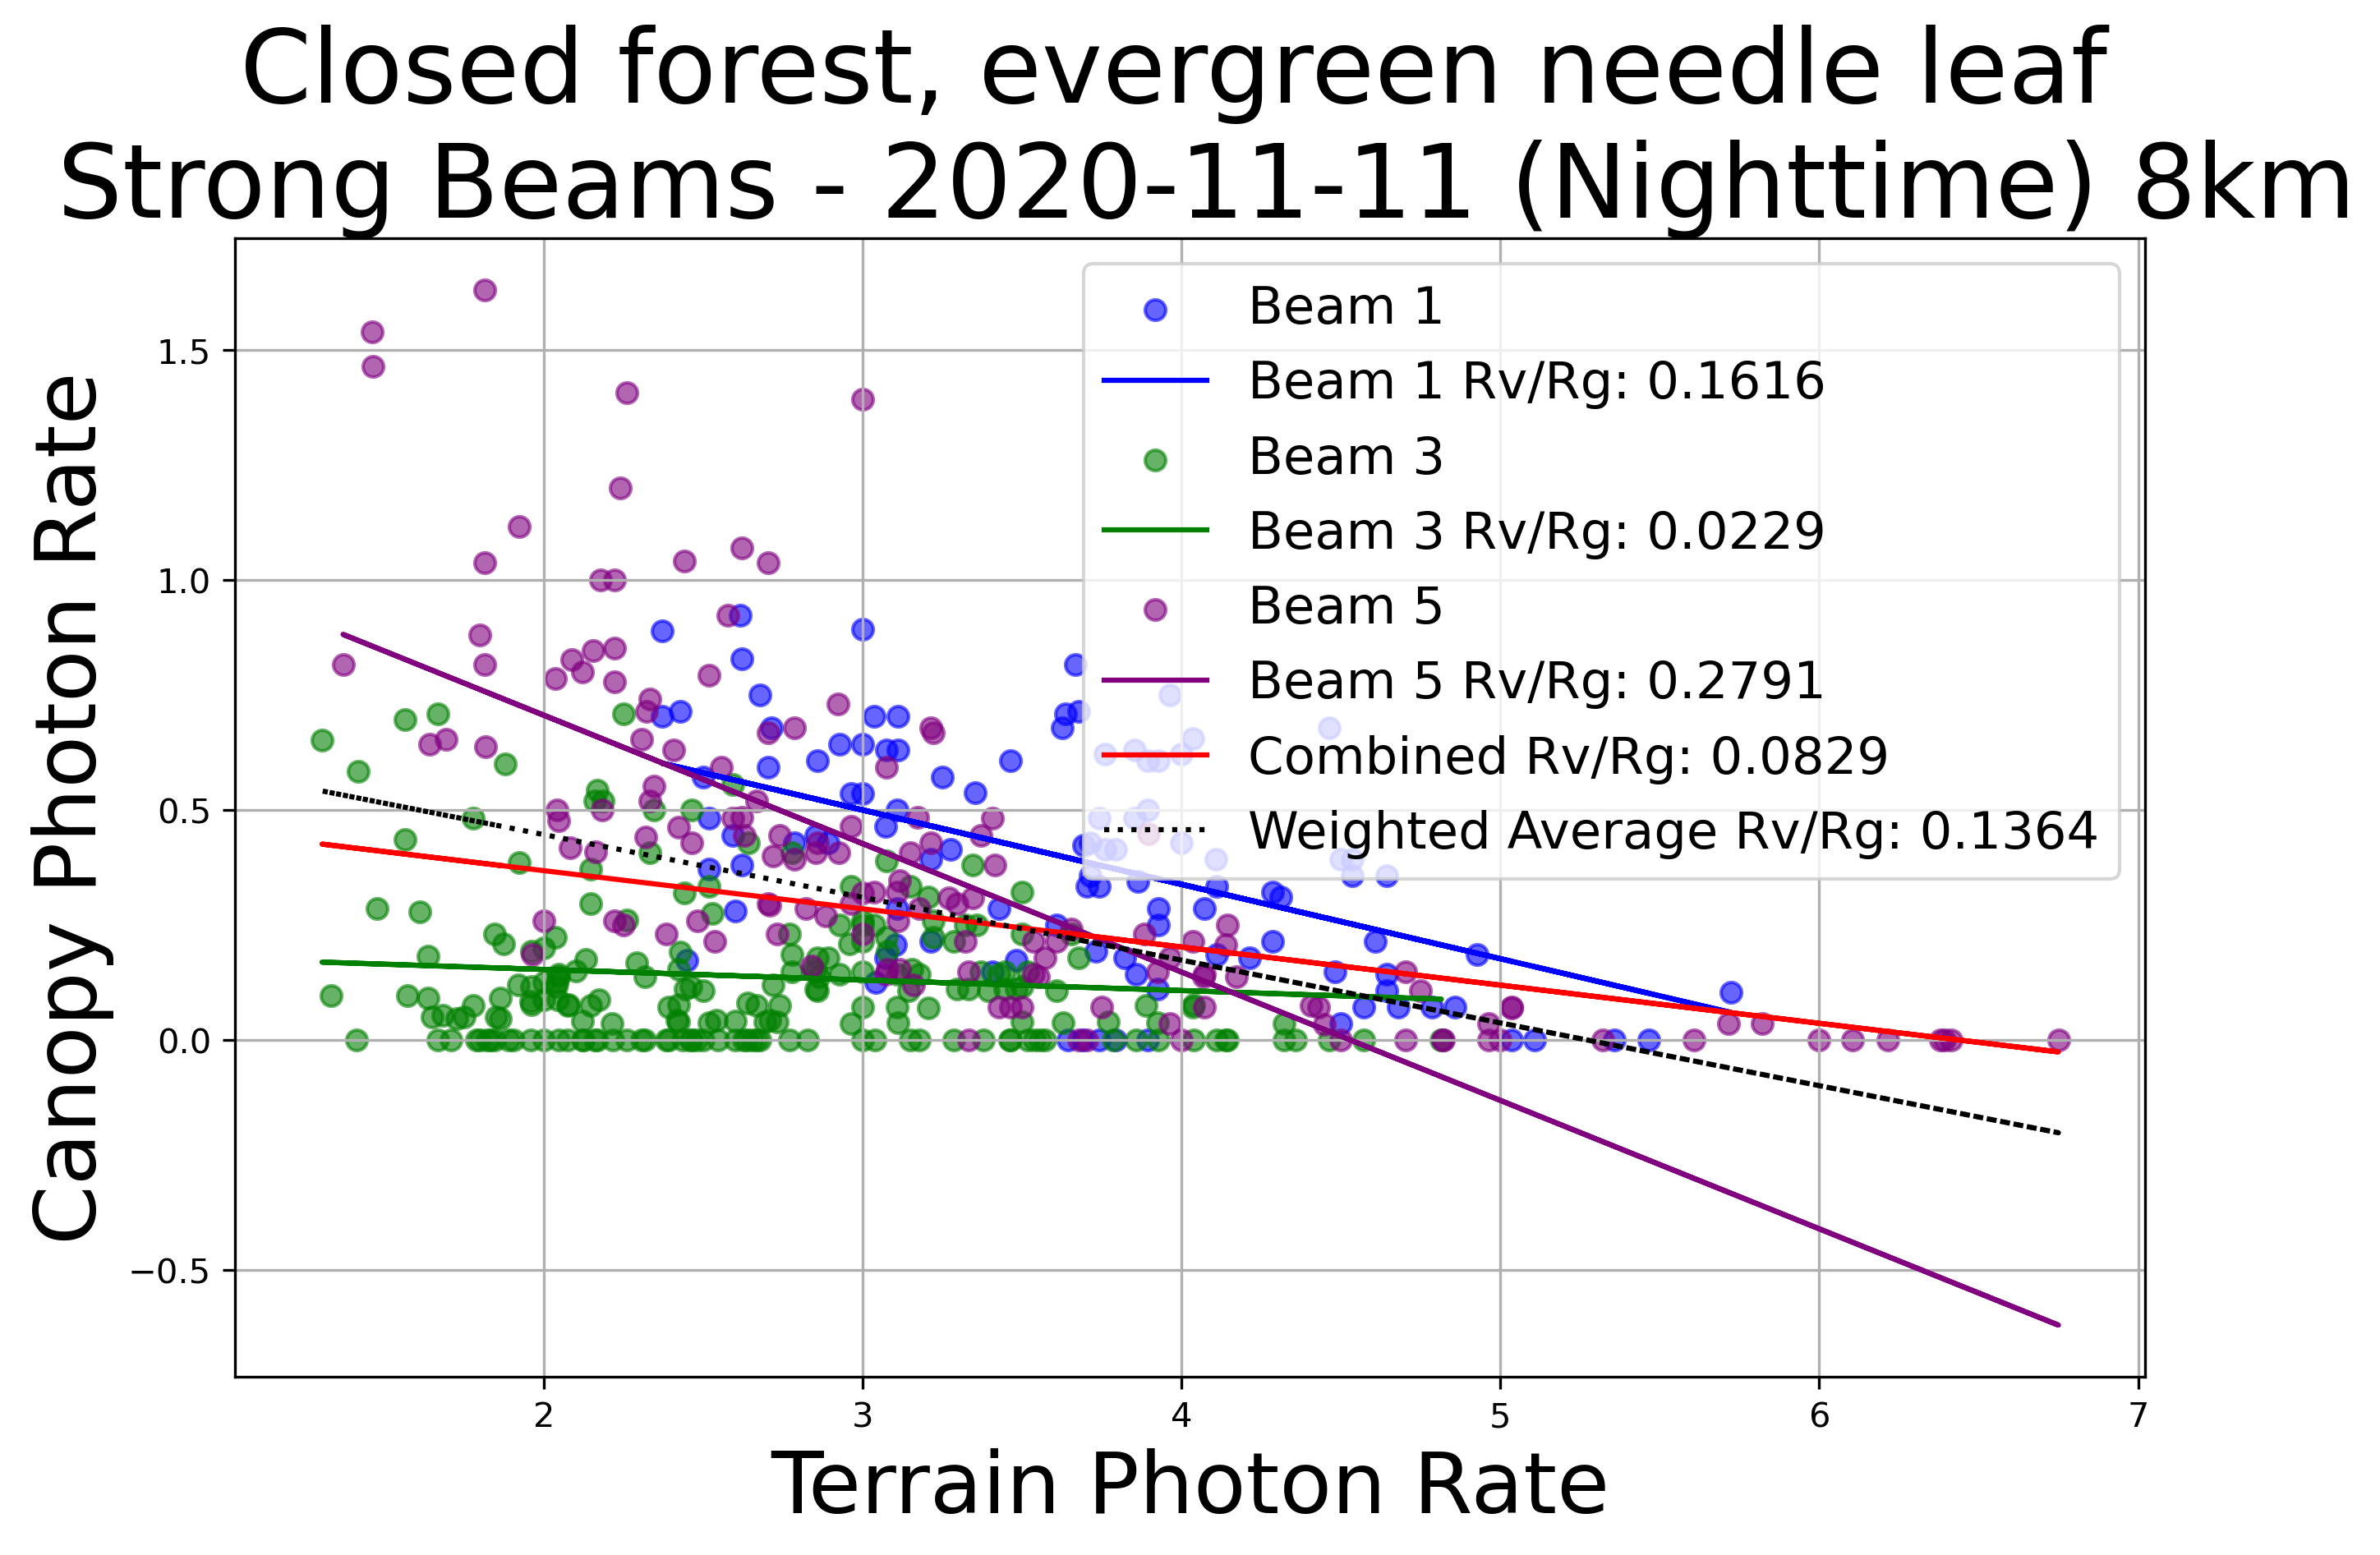 Closed forest, evergreen needle leaf
Strong Beams - 2020-11-11 (Nighttime) 8km
Canopy Photon Rate
1.5
1.0
0.5
0.0
−0.5
Beam 1
Beam 1 Rv/Rg: 0.1616
Beam 3
Beam 3 Rv/Rg: 0.0229
Beam 5
Beam 5 Rv/Rg: 0.2791
Combined Rv/Rg: 0.0829
Weighted Average Rv/Rg: 0.1364
2 3 4 5 6 7
Terrain Photon Rate